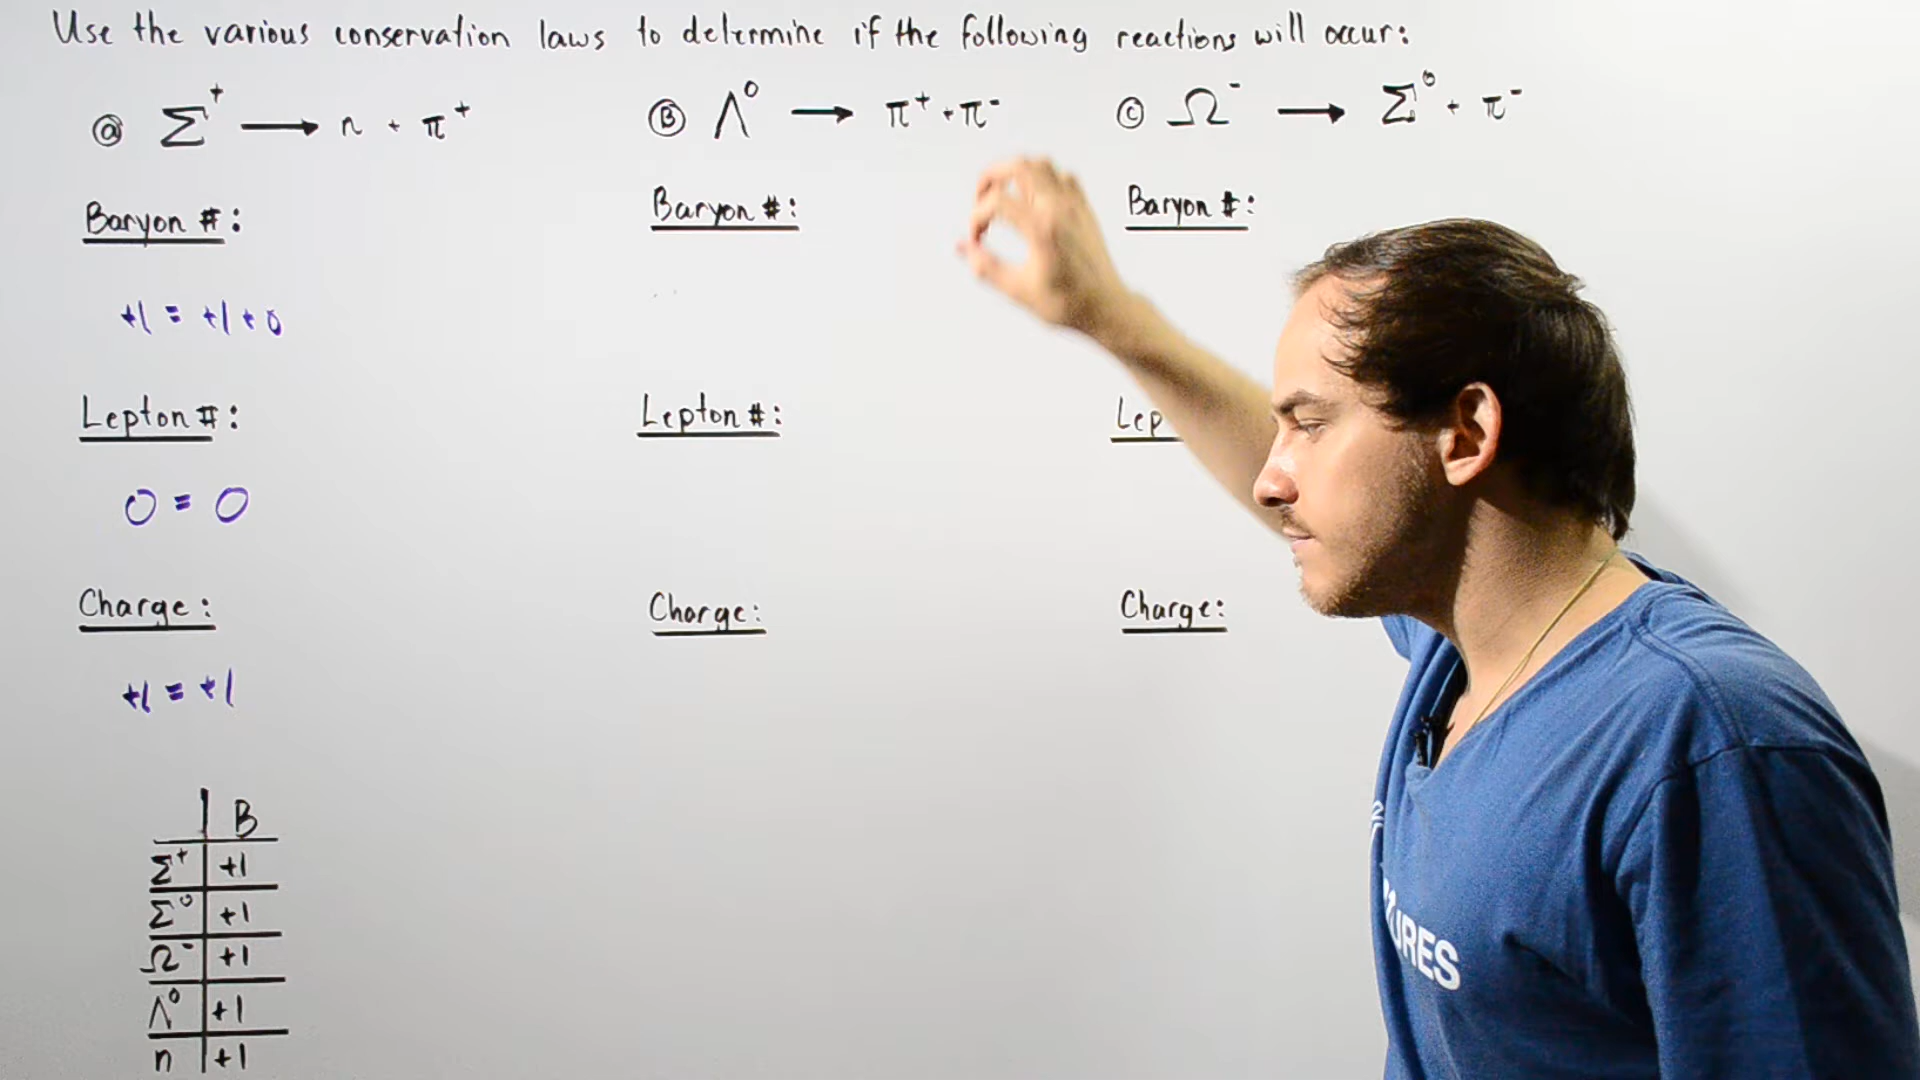 Use the various conservation laws to determine if the following reactions will occur:
ⓐ Σ⁺ ⟶ n + π⁺
Ⓑ Λ⁰ ⟶ π⁺ + π⁻
Ⓒ Ω⁻ ⟶ Σ⁰ + π⁻
Baryon #:
Baryon #:
Baryon #:
+1 = +1 + 0
Lepton #:
Lepton #:
Lep
0 = 0
Charge:
Charge:
Charge:
+1 = +1
B
Σ⁺ +1
Σ⁰ +1
Ω⁻ +1
Λ⁰ +1
n +1
URES